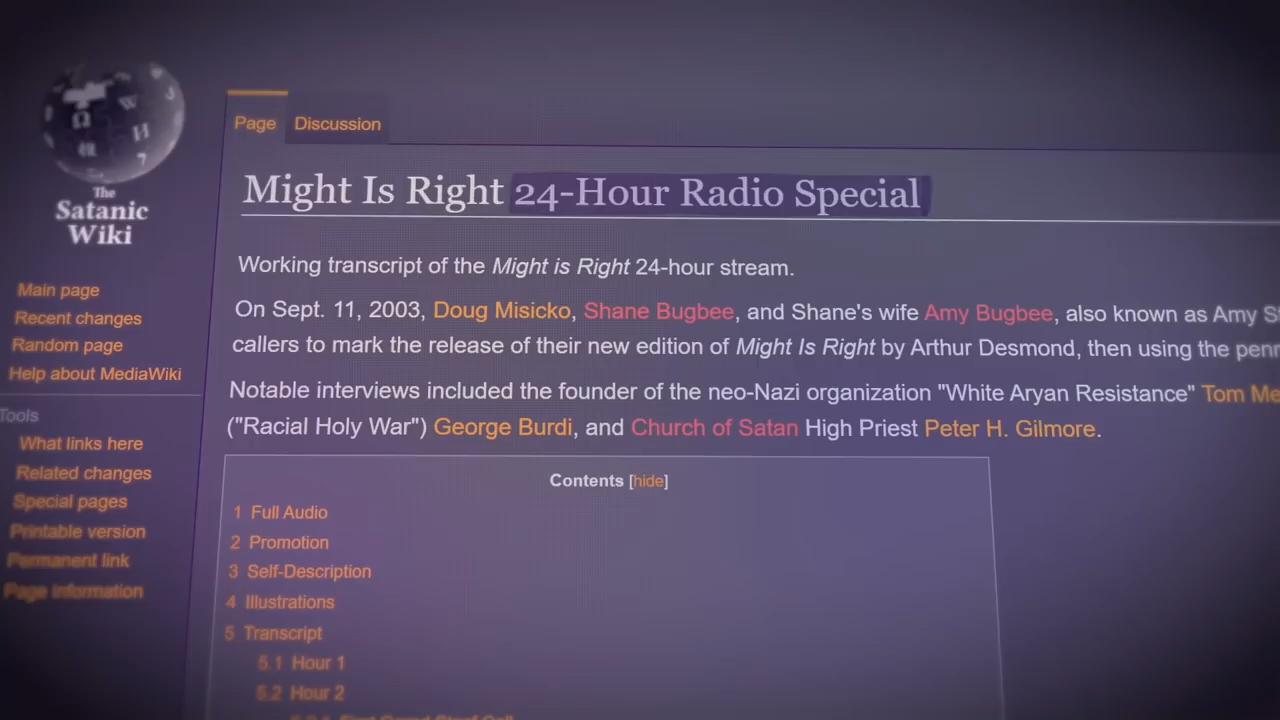 The
Satanic
Wiki
Main page
Recent changes
Random page
Help about MediaWiki
Tools
What links here
Related changes
Special pages
Printable version
Permanent link
Page information
Page
Discussion
Might Is Right 24-Hour Radio Special
Working transcript of the Might is Right 24-hour stream.
On Sept. 11, 2003, Doug Misicko, Shane Bugbee, and Shane's wife Amy Bugbee, also known as Amy
callers to mark the release of their new edition of Might Is Right by Arthur Desmond, then using the
Notable interviews included the founder of the neo-Nazi organization "White Aryan Resistance" Tom
("Racial Holy War") George Burdi, and Church of Satan High Priest Peter H. Gilmore.
Contents [hide]
1 Full Audio
2 Promotion
3 Self-Description
4 Illustrations
5 Transcript
5.1 Hour 1
5.2 Hour 2